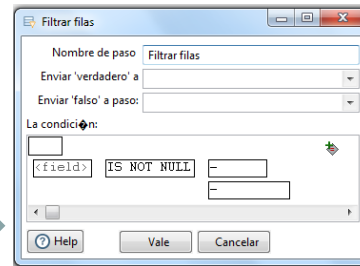 Filtrar filas
Nombre de paso Filtrar filas
Enviar 'verdadero' a
Enviar 'falso' a paso:
La condici�n:
<field> IS NOT NULL -
-
Help Vale Cancelar